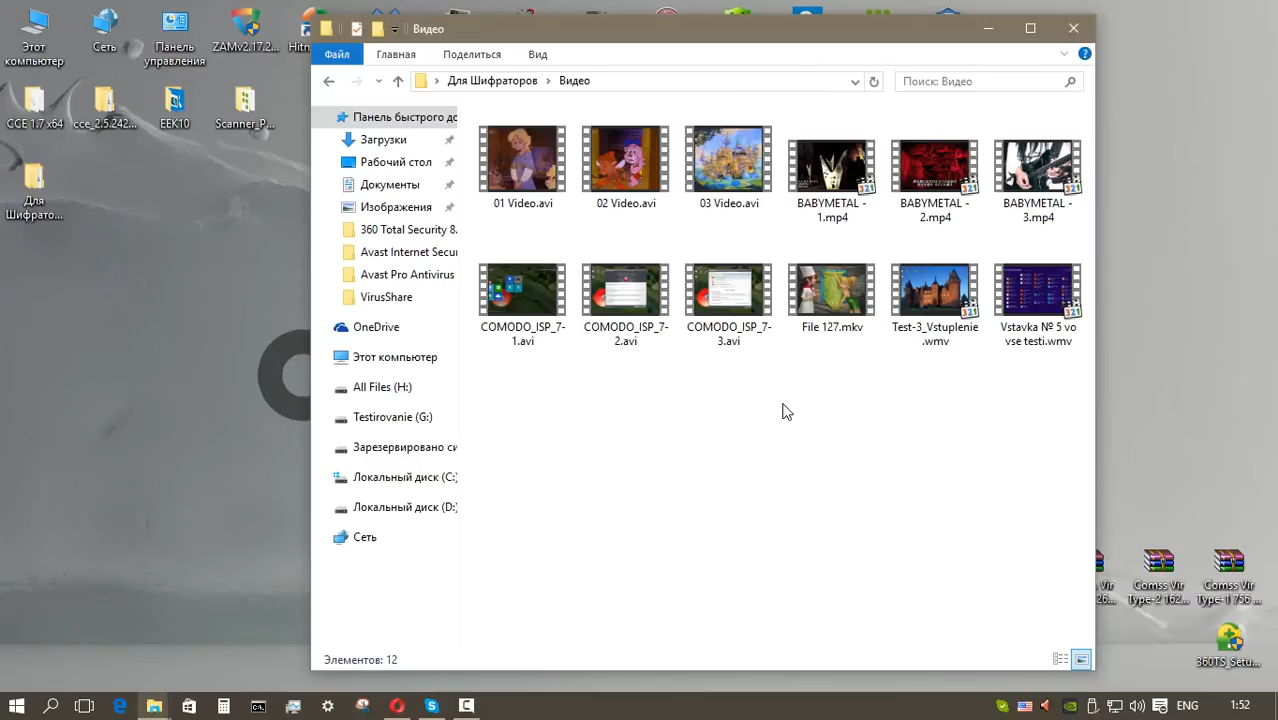 Видео
Файл
Главная
Поделиться
Вид
Для Шифраторов
Видео
Поиск: Видео
Этот компьютер
Сеть
Панель управления
ZAMv2.17.2...
CCE 1.7 x64
cce_2.5.242...
EEK10
Scanner_P...
Для Шифрато...
Панель быстрого до
Загрузки
Рабочий стол
Документы
Изображения
360 Total Security 8.
Avast Internet Secu
Avast Pro Antivirus
VirusShare
OneDrive
Этот компьютер
All Files (H:)
Testirovanie (G:)
Зарезервировано си
Локальный диск (C:)
Локальный диск (D:)
Сеть
01 Video.avi
02 Video.avi
03 Video.avi
BABYMETAL -
1.mp4
BABYMETAL -
2.mp4
BABYMETAL -
3.mp4
COMODO_ISP_7-
1.avi
COMODO_ISP_7-
2.avi
COMODO_ISP_7-
3.avi
File 127.mkv
Test-3_Vstuplenie
.wmv
Vstavka № 5 vo
vse testi.wmv
Элементов: 12
Comss Vir
Type-2 162...
Comss Vir
Type-1 756 ...
360TS_Setu...
ENG
1:52